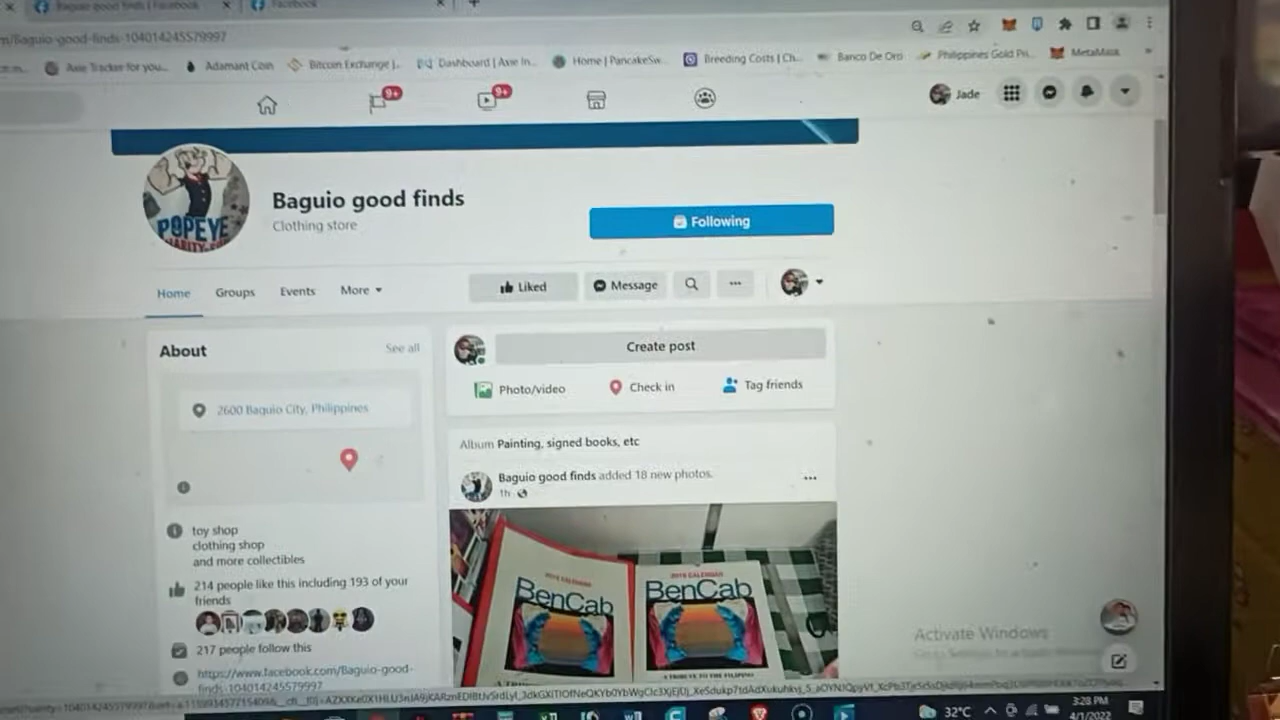 Baguio good finds | Facebook
Facebook
Baguio-good-finds-104014245579997
Axie Tracker for you...
Adamant Coin
Bitcoin Exchange |...
Dashboard | Axie In...
Home | PancakeSw...
Breeding Costs | Ch...
Banco De Oro
Philippines Gold Pri...
MetaMask
»
9+
9+
Jade
POPEYE
Baguio good finds
Clothing store
Following
Home
Groups
Events
More
Liked
Message
...
About
See all
Create post
Photo/video
Check in
Tag friends
2600 Baguio City, Philippines
Album Painting, signed books, etc
Baguio good finds added 18 new photos.
1h
...
toy shop
clothing shop
and more collectibles
214 people like this including 193 of your
friends
217 people follow this
https://www.facebook.com/Baguio-good-
finds-104014245579997
2019 CALENDAR
BenCab
2019 CALENDAR
BenCab
A TRIBUTE TO THE FILIPINO
Activate Windows
32°C
3:28 PM
4/1/2022